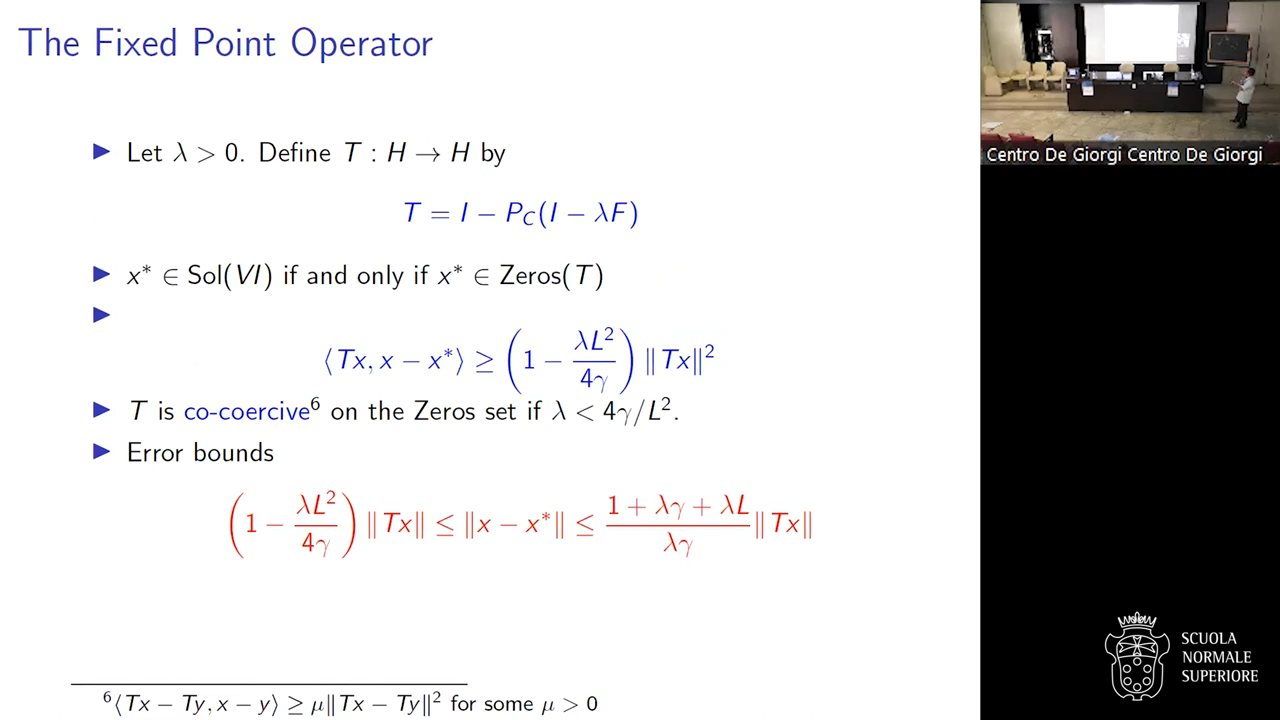 The Fixed Point Operator
▶ Let λ > 0. Define T : H → H by
T = I − P_C(I − λF)
▶ x* ∈ Sol(VI) if and only if x* ∈ Zeros(T)
▶
⟨Tx, x − x*⟩ ≥ (1 − λL²/4γ) ‖Tx‖²
▶ T is co-coercive⁶ on the Zeros set if λ < 4γ/L².
▶ Error bounds
(1 − λL²/4γ) ‖Tx‖ ≤ ‖x − x*‖ ≤ (1 + λγ + λL)/λγ ‖Tx‖
⁶⟨Tx − Ty, x − y⟩ ≥ μ‖Tx − Ty‖² for some μ > 0
Centro De Giorgi Centro De Giorgi
SCUOLA
NORMALE
SUPERIORE